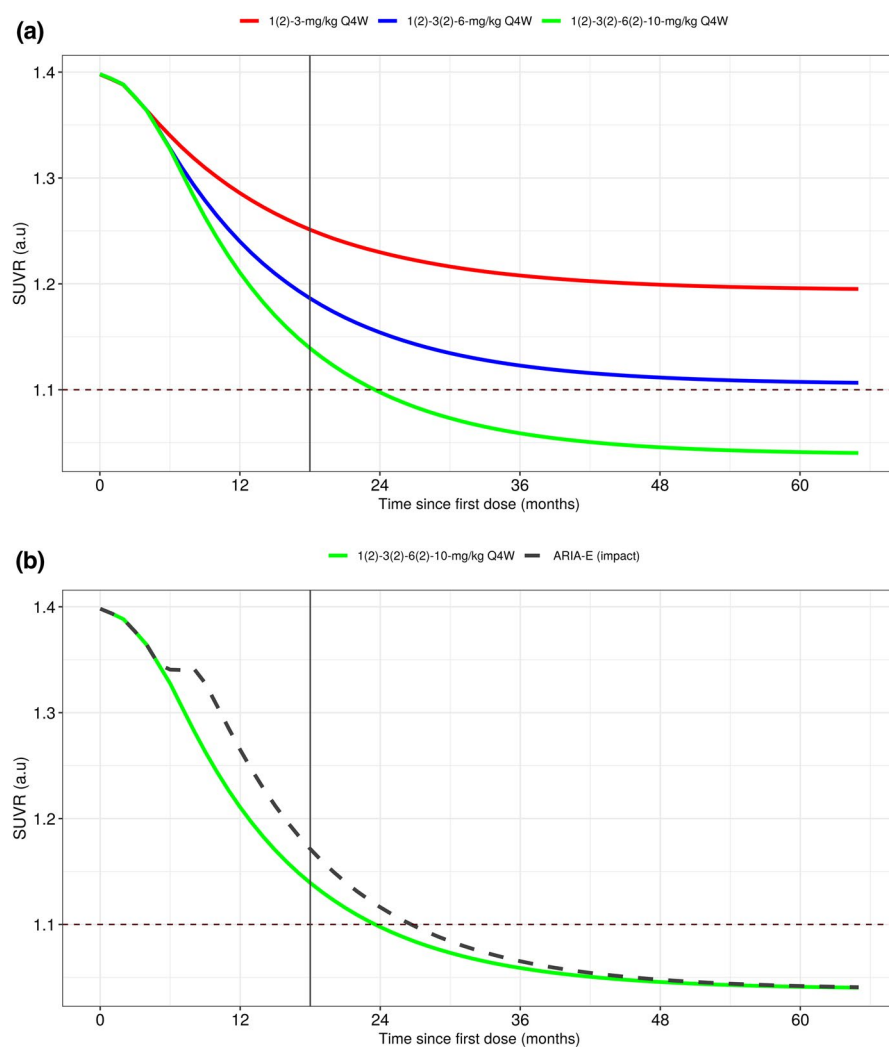 (a)
1(2)-3-mg/kg Q4W 1(2)-3(2)-6-mg/kg Q4W 1(2)-3(2)-6(2)-10-mg/kg Q4W
1.4
1.3
1.2
1.1
SUVR (a.u)
0 12 24 36 48 60
Time since first dose (months)
(b)
1(2)-3(2)-6(2)-10-mg/kg Q4W ARIA-E (impact)
1.4
1.3
1.2
1.1
SUVR (a.u)
0 12 24 36 48 60
Time since first dose (months)